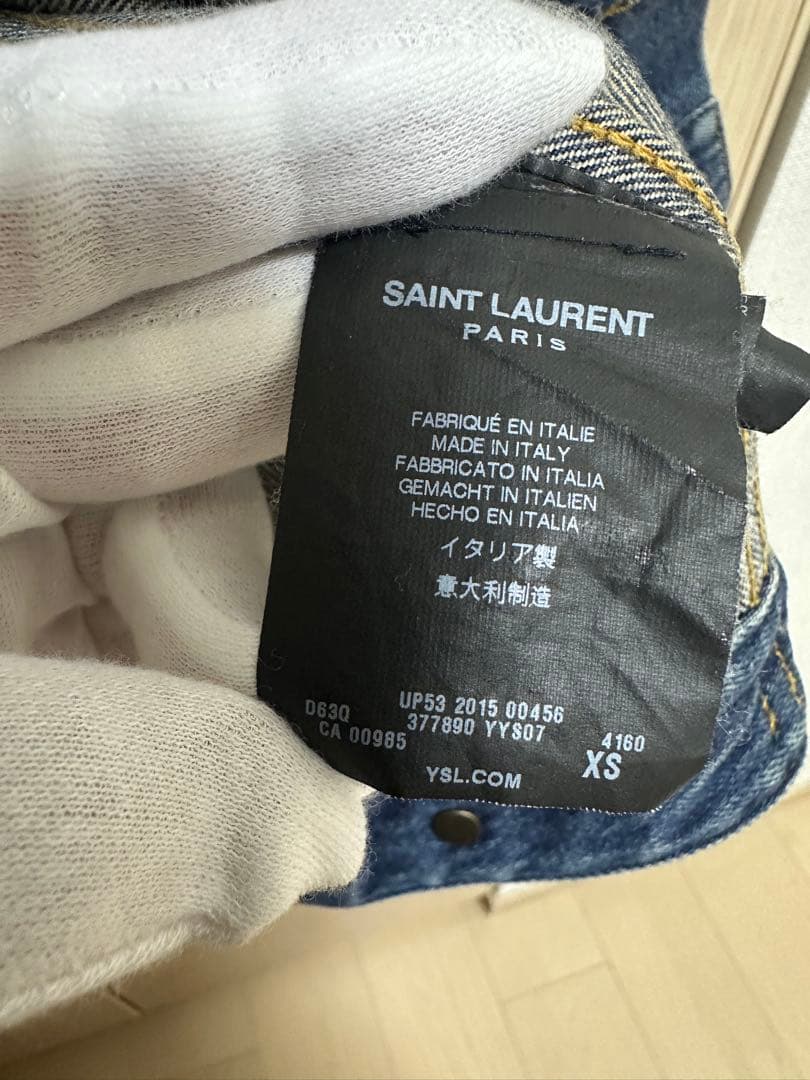 SAINT LAURENT
PARIS
FABRIQUÉ EN ITALIE
MADE IN ITALY
FABBRICATO IN ITALIA
GEMACHT IN ITALIEN
HECHO EN ITALIA
イタリア製
意大利制造
D63Q UP53 2015 00456
CA 00985 377890 YYS07 4160
YSL.COM XS